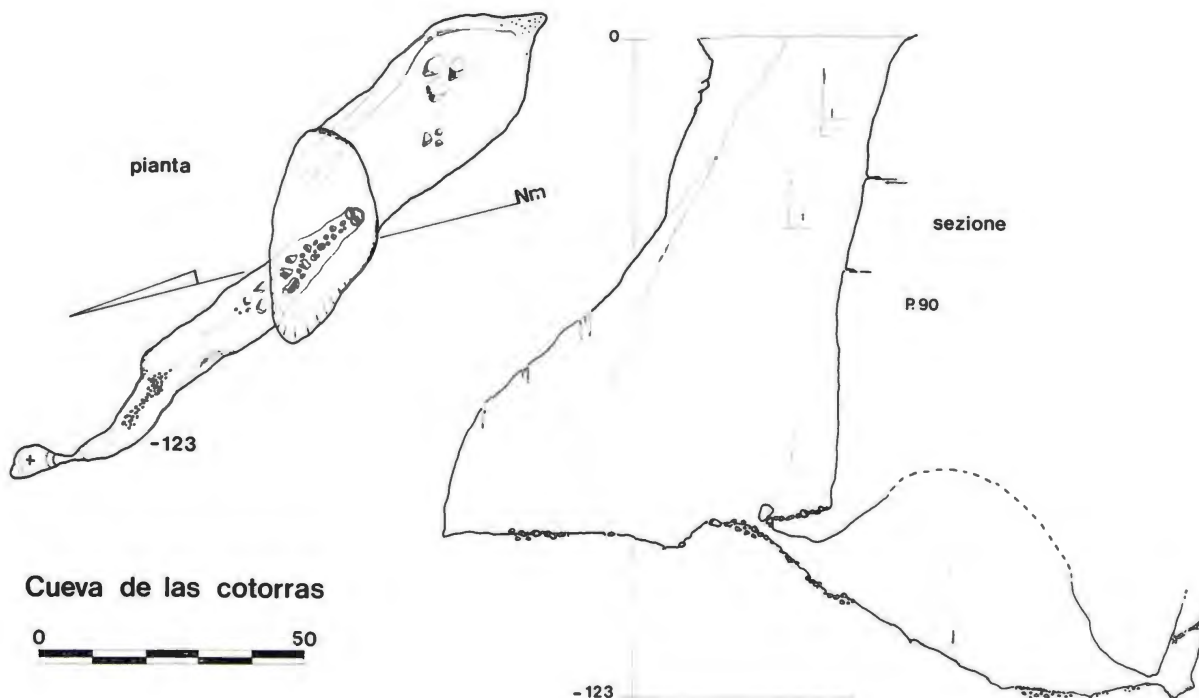 0
pianta
Nm
sezione
P.90
-123
Cueva de las cotorras
0 50
-123